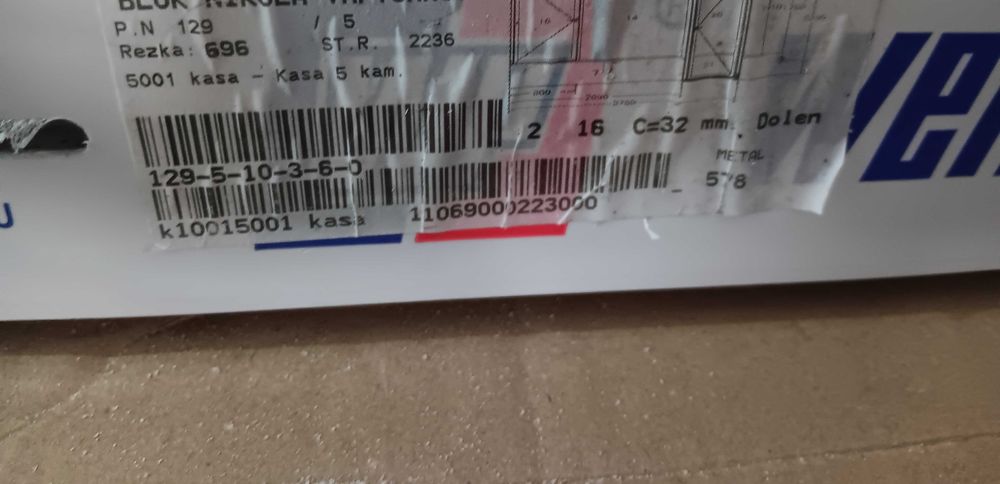 P.N 129 / 5
Rezka: 696 ST.R. 2236
5001 kasa - Kasa 5 kam.
2 16 C=32 mm. Dolen
129-5-10-3-6-0
METAL
578
k10015001 kasa 11069000223000